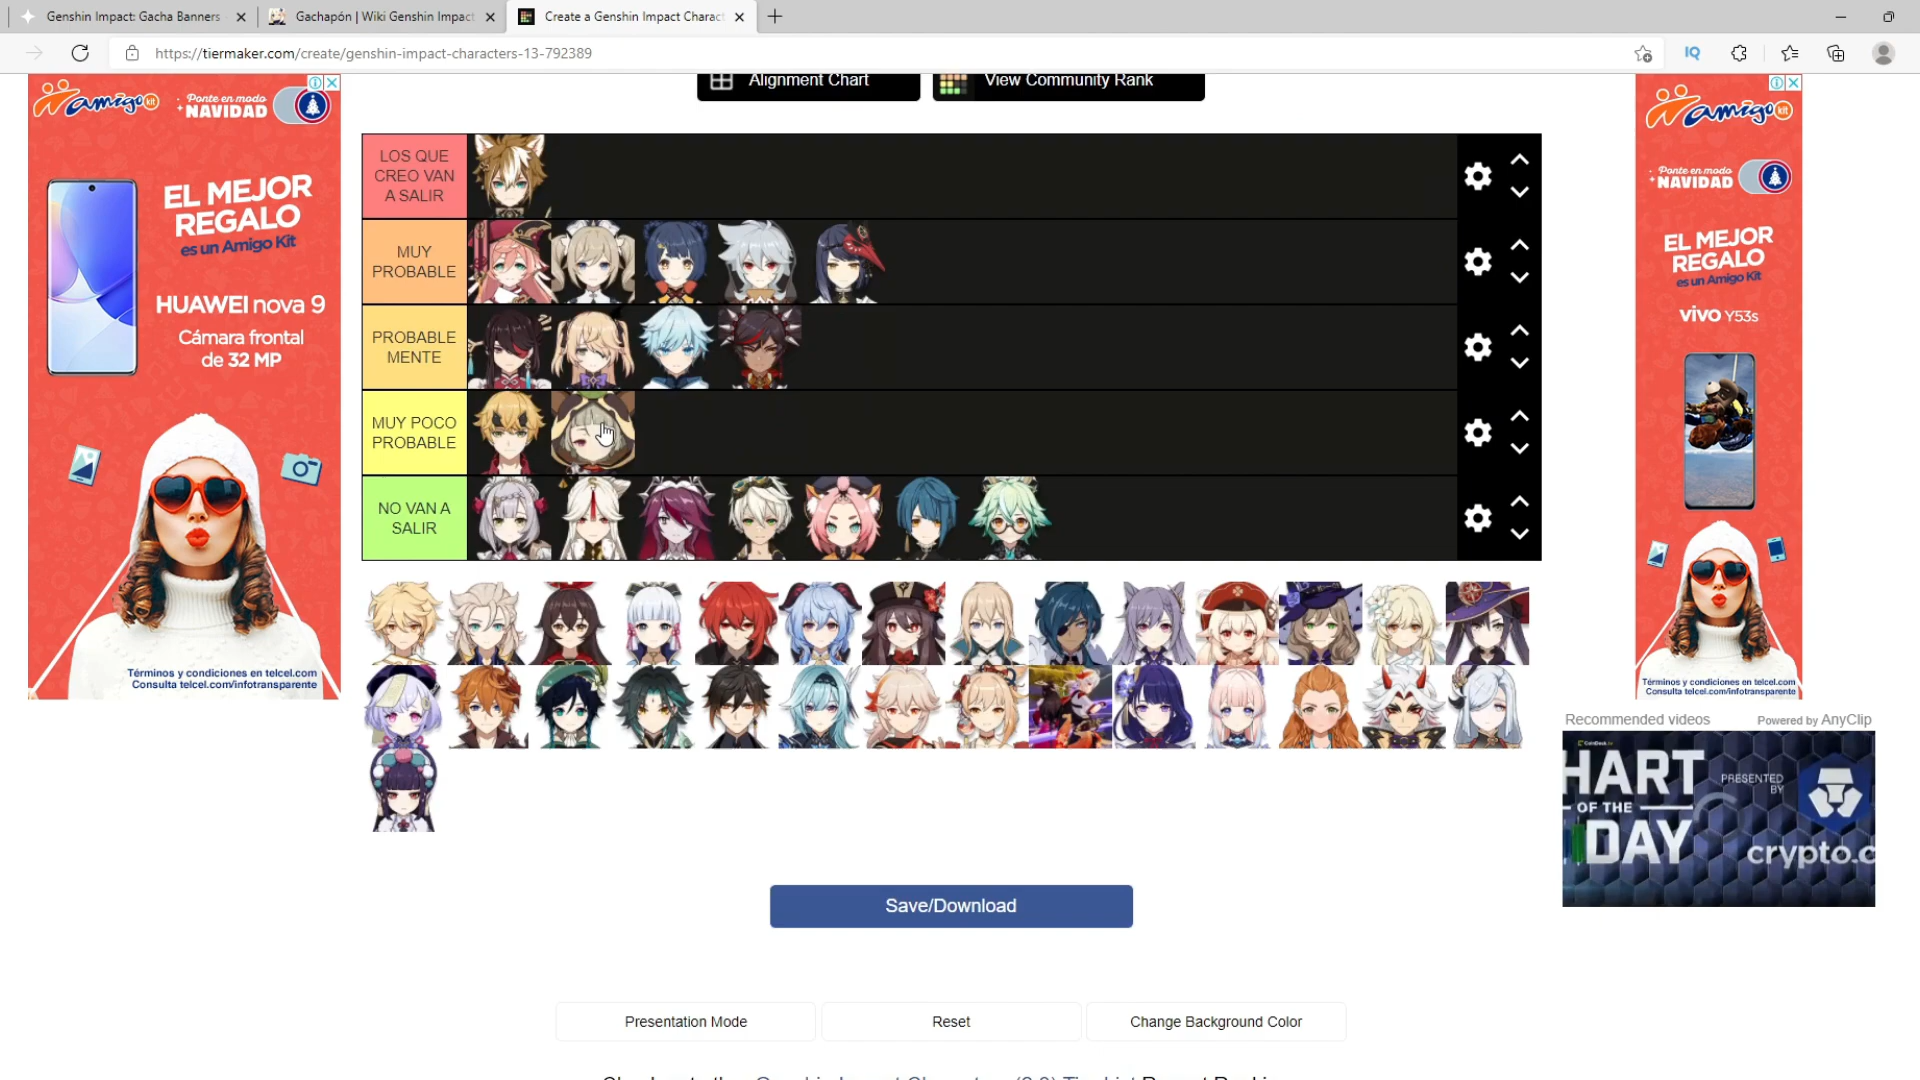 Genshin Impact: Gacha Banners
Gachapón | Wiki Genshin Impact
Create a Genshin Impact Charac
https://tiermaker.com/create/genshin-impact-characters-13-792389
IQ
Alignment Chart
View Community Rank
amigo kit
Ponte en modo
NAVIDAD
EL MEJOR
REGALO
es un Amigo Kit
HUAWEI nova 9
Cámara frontal
de 32 MP
Términos y condiciones en telcel.com
Consulta telcel.com/infotransparente
LOS QUE
CREO VAN
A SALIR
MUY
PROBABLE
PROBABLE
MENTE
MUY POCO
PROBABLE
NO VAN A
SALIR
amigo kit
Ponte en modo
NAVIDAD
EL MEJOR
REGALO
es un Amigo Kit
vivo Y53s
Términos y condiciones en telcel.com
Consulta telcel.com/infotransparente
Recommended videos
Powered by AnyClip
CoinDesk
HART
PRESENTED
BY
OF THE
DAY
crypto.c
Save/Download
Presentation Mode
Reset
Change Background Color